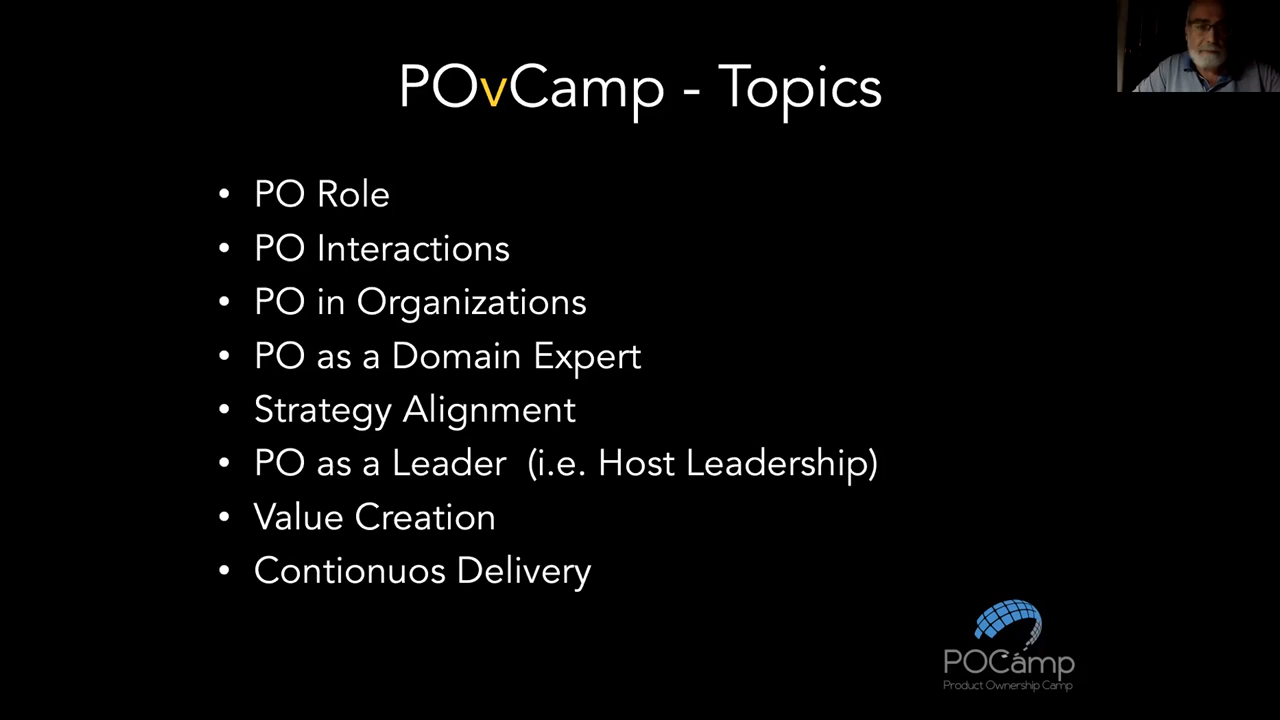 POvCamp - Topics
• PO Role
• PO Interactions
• PO in Organizations
• PO as a Domain Expert
• Strategy Alignment
• PO as a Leader (i.e. Host Leadership)
• Value Creation
• Contionuos Delivery
POCamp
Product Ownership Camp